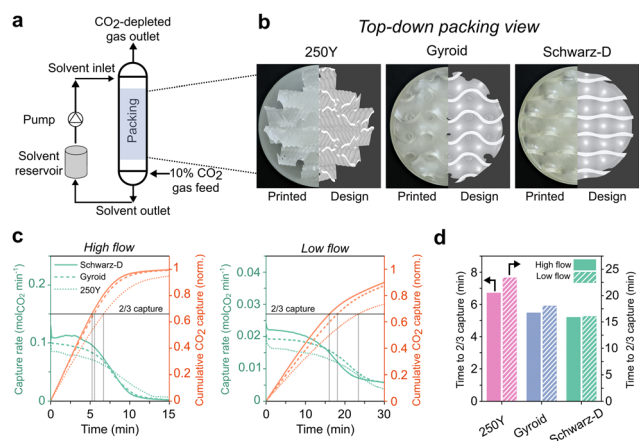 a
CO2-depleted
gas outlet
Solvent inlet
Pump
Packing
Solvent
reservoir
10% CO2
gas feed
Solvent outlet
b
Top-down packing view
250Y
Gyroid
Schwarz-D
Printed
Design
Printed
Design
Printed
Design
c
High flow
Capture rate (molCO2 min-1)
0.2
0.1
0
Schwarz-D
Gyroid
250Y
2/3 capture
1
0.8
0.6
0.4
0.2
0
Cumulative CO2 capture (norm.)
0
5
10
15
Time (min)
Low flow
Capture rate (molCO2 min-1)
0.04
0.03
0.02
0.01
0
2/3 capture
1
0.8
0.6
0.4
0.2
0
Cumulative CO2 capture (norm.)
0
10
20
30
Time (min)
d
Time to 2/3 capture (min)
8
6
4
2
0
High flow
Low flow
25
20
15
10
5
0
Time to 2/3 capture (min)
250Y
Gyroid
Schwarz-D